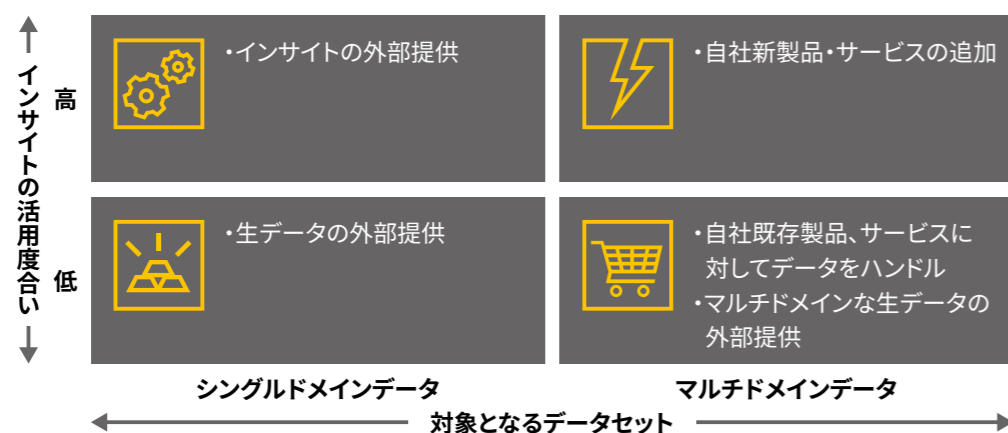 インサイトの活用度合い
高
・インサイトの外部提供
・自社新製品・サービスの追加
低
・生データの外部提供
・自社既存製品、サービスに
対してデータをハンドル
・マルチドメインな生データの
外部提供
シングルドメインデータ
マルチドメインデータ
対象となるデータセット